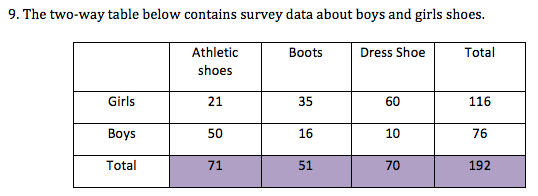 9. The two-way table below contains survey data about boys and girls shoes.
Athletic shoes Boots Dress Shoe Total
Girls 21 35 60 116
Boys 50 16 10 76
Total 71 51 70 192